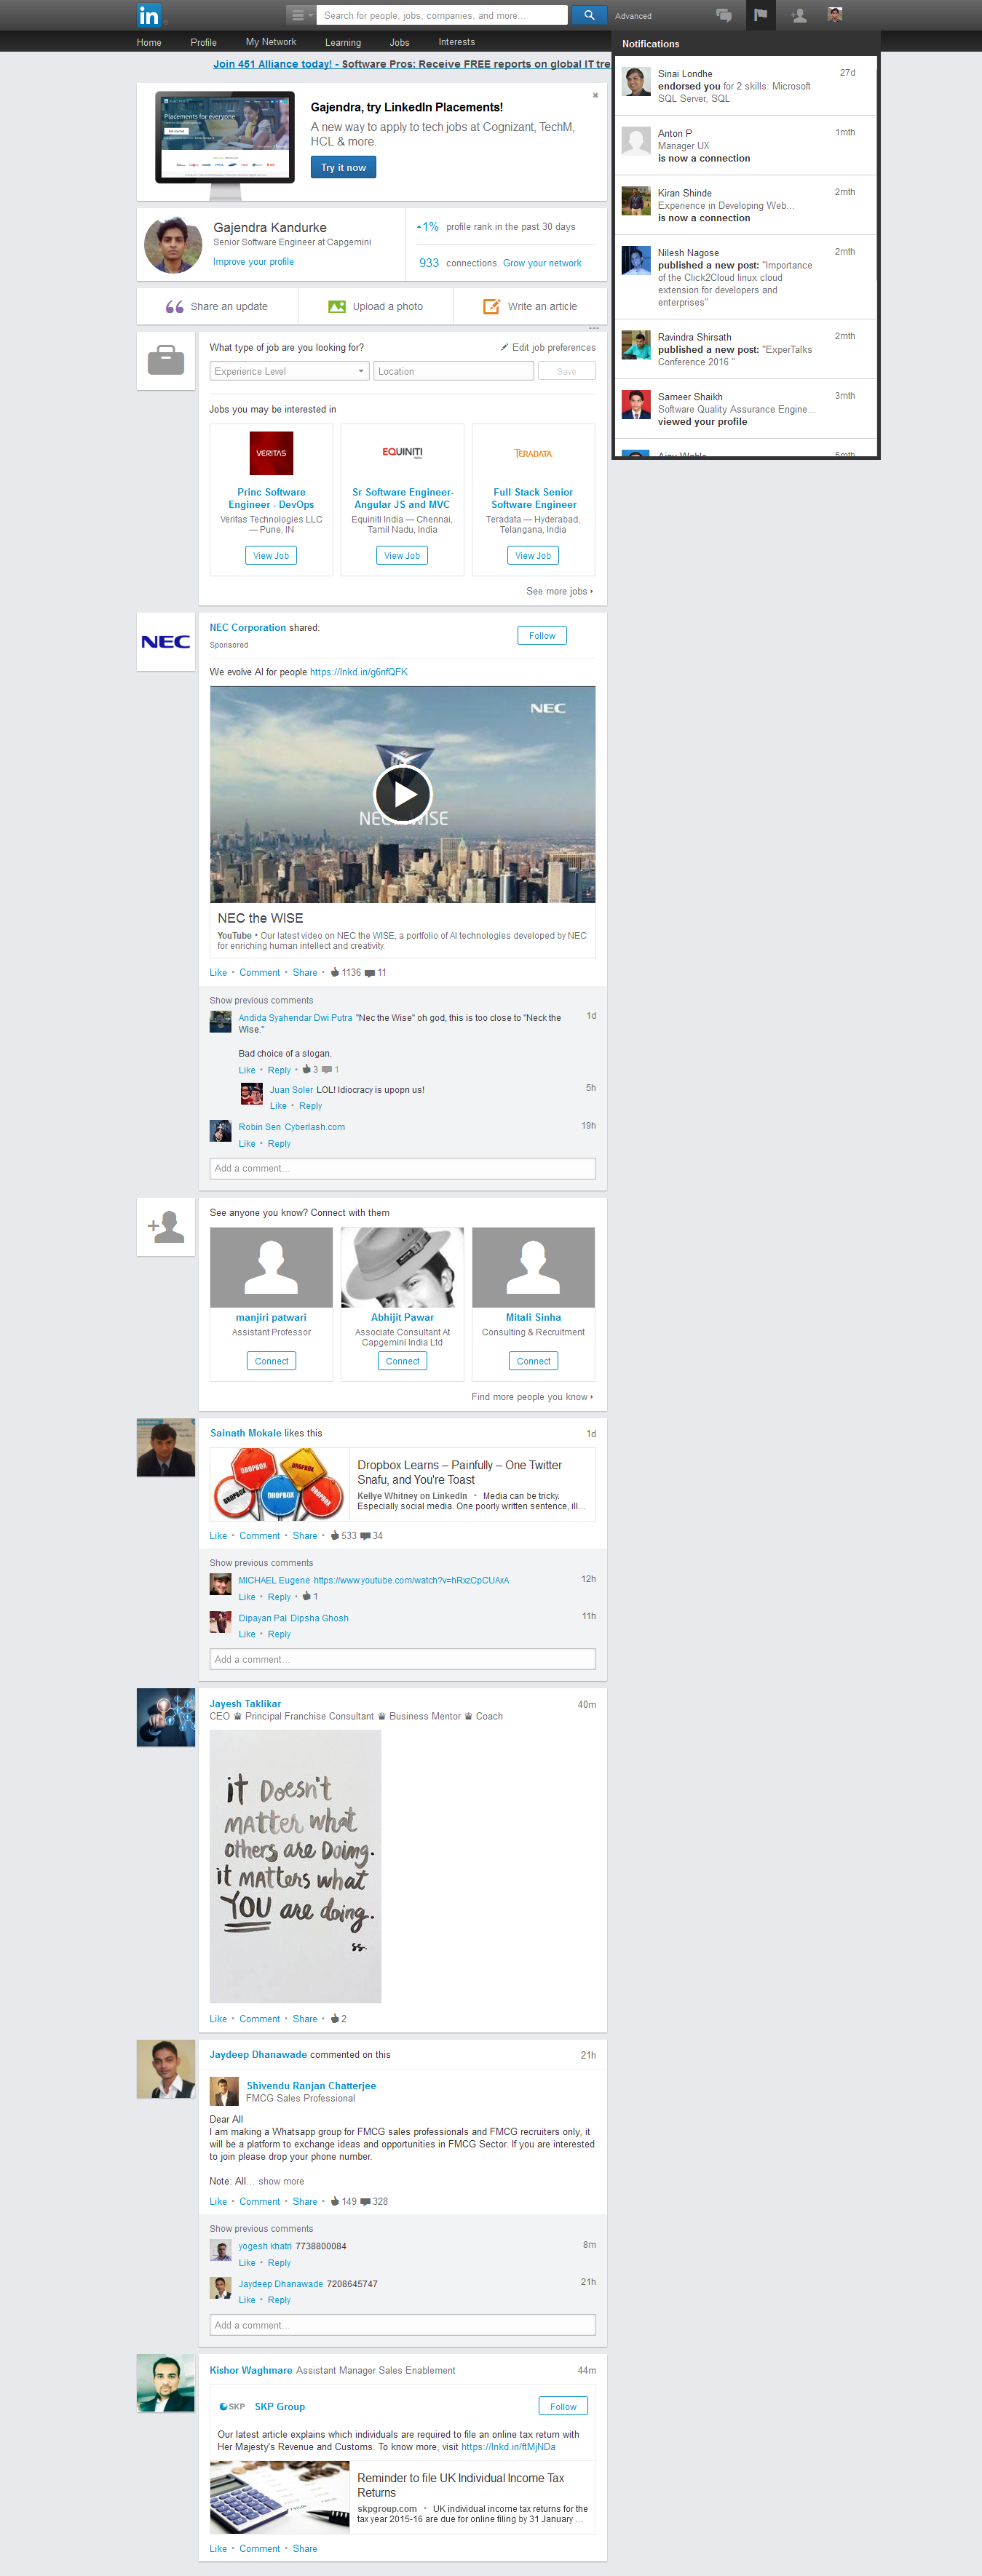 in
Search for people, jobs, companies, and more...
Advanced
Home Profile My Network Learning Jobs Interests
Join 451 Alliance today! - Software Pros: Receive FREE reports on global IT tre
Notifications
Sinai Londhe 27d
endorsed you for 2 skills: Microsoft
SQL Server, SQL
Anton P 1mth
Manager UX
is now a connection
Kiran Shinde 2mth
Experience in Developing Web...
is now a connection
Nilesh Nagose 2mth
published a new post: "Importance
of the Click2Cloud linux cloud
extension for developers and
enterprises"
Ravindra Shirsath 2mth
published a new post: "ExperTalks
Conference 2016 "
Sameer Shaikh 3mth
Software Quality Assurance Engine...
viewed your profile
5mth
Placements for everyone
Gajendra, try LinkedIn Placements!
A new way to apply to tech jobs at Cognizant, TechM,
HCL & more.
Try it now
Gajendra Kandurke
Senior Software Engineer at Capgemini
Improve your profile
1% profile rank in the past 30 days
933 connections. Grow your network
Share an update
Upload a photo
Write an article
What type of job are you looking for?
Edit job preferences
Experience Level
Location
Save
Jobs you may be interested in
VERITAS
Princ Software
Engineer - DevOps
Veritas Technologies LLC
— Pune, IN
View Job
EQUINITI
Sr Software Engineer-
Angular JS and MVC
Equiniti India — Chennai,
Tamil Nadu, India
View Job
TERADATA
Full Stack Senior
Software Engineer
Teradata — Hyderabad,
Telangana, India
View Job
See more jobs
NEC
NEC Corporation shared:
Sponsored
Follow
We evolve AI for people https://lnkd.in/g6nfQFK
NEC
NEC WISE
NEC the WISE
YouTube • Our latest video on NEC the WISE, a portfolio of AI technologies developed by NEC
for enriching human intellect and creativity.
Like • Comment • Share • 1136 11
Show previous comments
Andida Syahendar Dwi Putra "Nec the Wise" oh god, this is too close to "Neck the 1d
Wise."
Bad choice of a slogan.
Like • Reply • 3 1
Juan Soler LOL! Idiocracy is upopn us! 5h
Like • Reply
Robin Sen Cyberlash.com 19h
Like • Reply
Add a comment...
See anyone you know? Connect with them
manjiri patwari
Assistant Professor
Connect
Abhijit Pawar
Associate Consultant At
Capgemini India Ltd
Connect
Mitali Sinha
Consulting & Recruitment
Connect
Find more people you know
Sainath Mokale likes this 1d
DROPBOX
DROPBOX
DROPBOX
DROPBOX
DROPBOX
Dropbox Learns – Painfully – One Twitter
Snafu, and You're Toast
Kellye Whitney on LinkedIn • Media can be tricky.
Especially social media. One poorly written sentence, ill...
Like • Comment • Share • 533 34
Show previous comments
MICHAEL Eugene https://www.youtube.com/watch?v=hRxzCpCUAxA 12h
Like • Reply • 1
Dipayan Pal Dipsha Ghosh 11h
Like • Reply
Add a comment...
Jayesh Taklikar 40m
CEO ♛ Principal Franchise Consultant ♛ Business Mentor ♛ Coach
it Doesn't
matter what
others are Doing.
it matters what
YOU are doing.
Like • Comment • Share • 2
Jaydeep Dhanawade commented on this 21h
Shivendu Ranjan Chatterjee
FMCG Sales Professional
Dear All
I am making a Whatsapp group for FMCG sales professionals and FMCG recruiters only, it
will be a platform to exchange ideas and opportunities in FMCG Sector. If you are interested
to join please drop your phone number.
Note: All... show more
Like • Comment • Share • 149 328
Show previous comments
yogesh khatri 7738800084 8m
Like • Reply
Jaydeep Dhanawade 7208645747 21h
Like • Reply
Add a comment...
Kishor Waghmare Assistant Manager Sales Enablement 44m
SKP SKP Group
Follow
Our latest article explains which individuals are required to file an online tax return with
Her Majesty's Revenue and Customs. To know more, visit https://lnkd.in/ftMjNDa
Reminder to file UK Individual Income Tax
Returns
skpgroup.com • UK individual income tax returns for the
tax year 2015-16 are due for online filing by 31 January ...
Like • Comment • Share